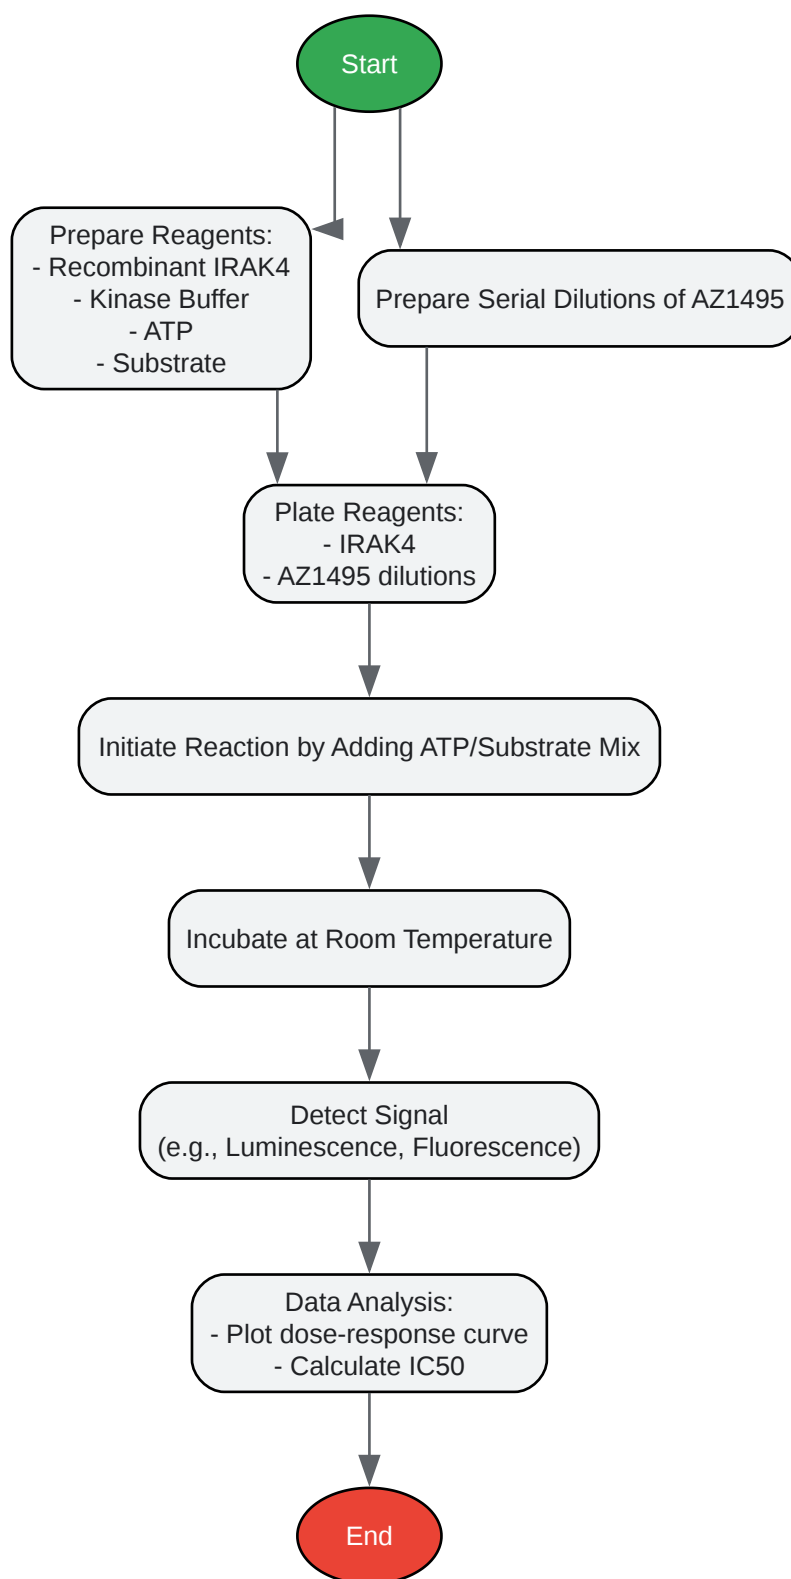 Start
Prepare Reagents:
- Recombinant IRAK4
- Kinase Buffer
- ATP
- Substrate
Prepare Serial Dilutions of AZ1495
Plate Reagents:
- IRAK4
- AZ1495 dilutions
Initiate Reaction by Adding ATP/Substrate Mix
Incubate at Room Temperature
Detect Signal
(e.g., Luminescence, Fluorescence)
Data Analysis:
- Plot dose-response curve
- Calculate IC50
End